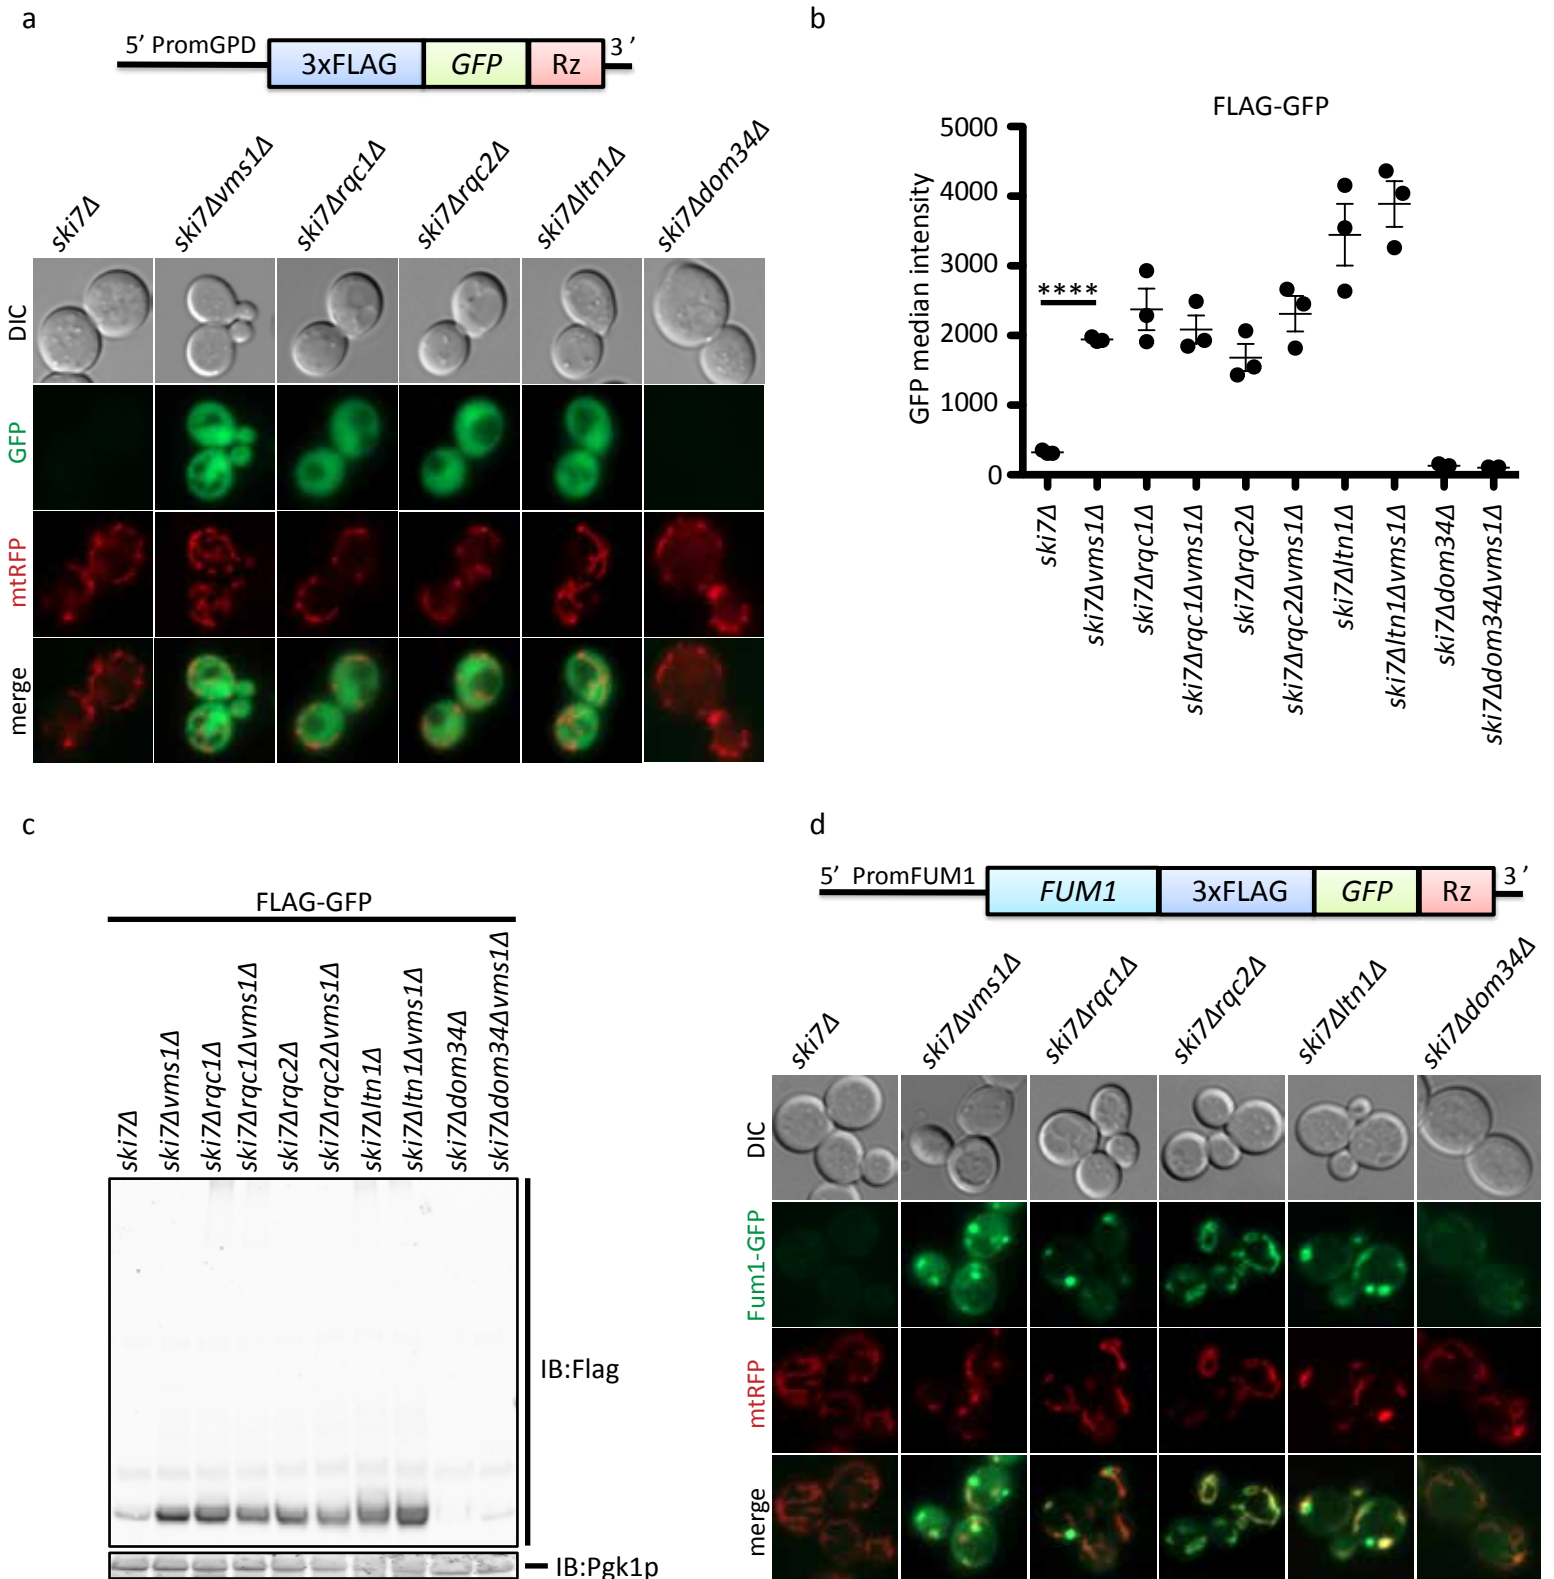 a
5’ PromGPD 3xFLAG GFP Rz 3 ’
ski7Δ
ski7Δvms1Δ
ski7Δrqc1Δ
ski7Δrqc2Δ
ski7Δltn1Δ
ski7Δdom34Δ
DIC
GFP
mtRFP
merge
b
FLAG-GFP
GFP median intensity
5000
4000
3000
2000
1000
0
****
ski7Δ
ski7Δvms1Δ
ski7Δrqc1Δ
ski7Δrqc1Δvms1Δ
ski7Δrqc2Δ
ski7Δrqc2Δvms1Δ
ski7Δltn1Δ
ski7Δltn1Δvms1Δ
ski7Δdom34Δ
ski7Δdom34Δvms1Δ
c
FLAG-GFP
ski7Δ
ski7Δvms1Δ
ski7Δrqc1Δ
ski7Δrqc1Δvms1Δ
ski7Δrqc2Δ
ski7Δrqc2Δvms1Δ
ski7Δltn1Δ
ski7Δltn1Δvms1Δ
ski7Δdom34Δ
ski7Δdom34Δvms1Δ
IB:Flag
IB:Pgk1p
d
5’ PromFUM1 FUM1 3xFLAG GFP Rz 3 ’
ski7Δ
ski7Δvms1Δ
ski7Δrqc1Δ
ski7Δrqc2Δ
ski7Δltn1Δ
ski7Δdom34Δ
DIC
Fum1-GFP
mtRFP
merge